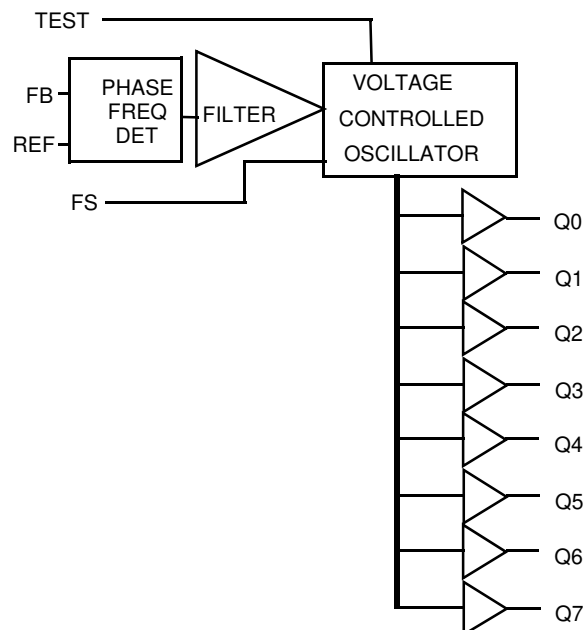 TEST
FB
REF
PHASE
FREQ
DET
FILTER
VOLTAGE
CONTROLLED
OSCILLATOR
FS
Q0
Q1
Q2
Q3
Q4
Q5
Q6
Q7